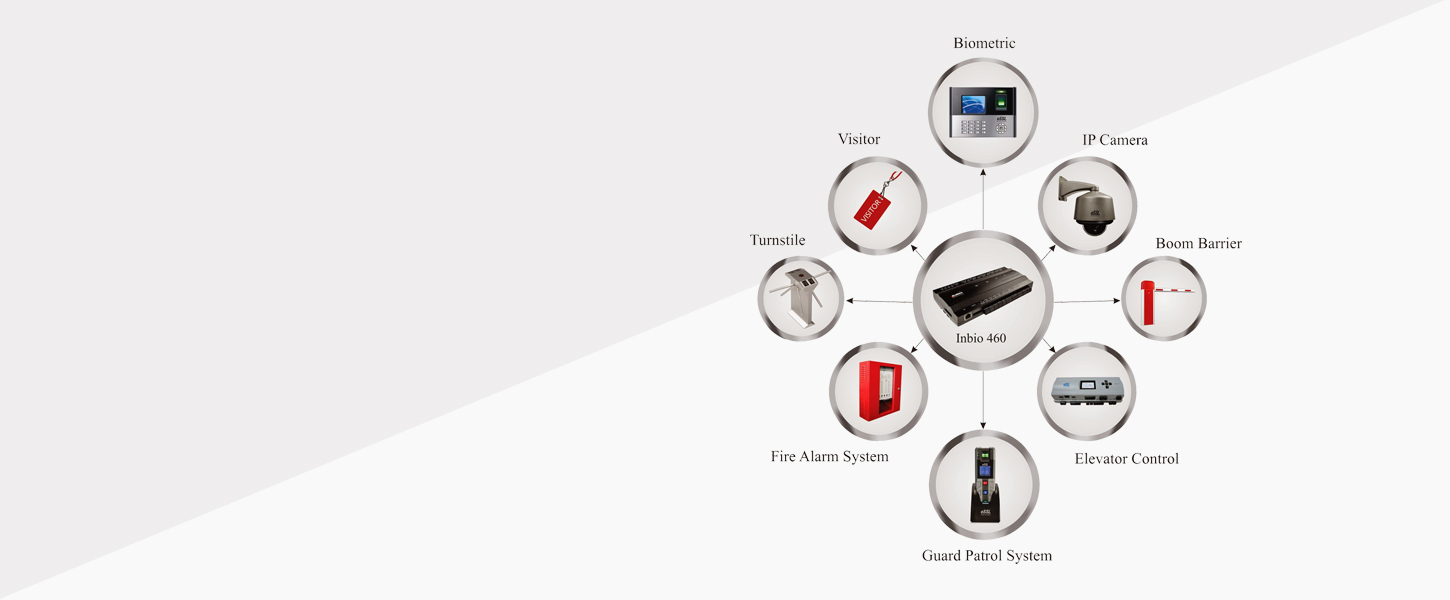 Biometric
Visitor
IP Camera
VISITOR
Turnstile
Boom Barrier
Inbio 460
Fire Alarm System
Elevator Control
Guard Patrol System